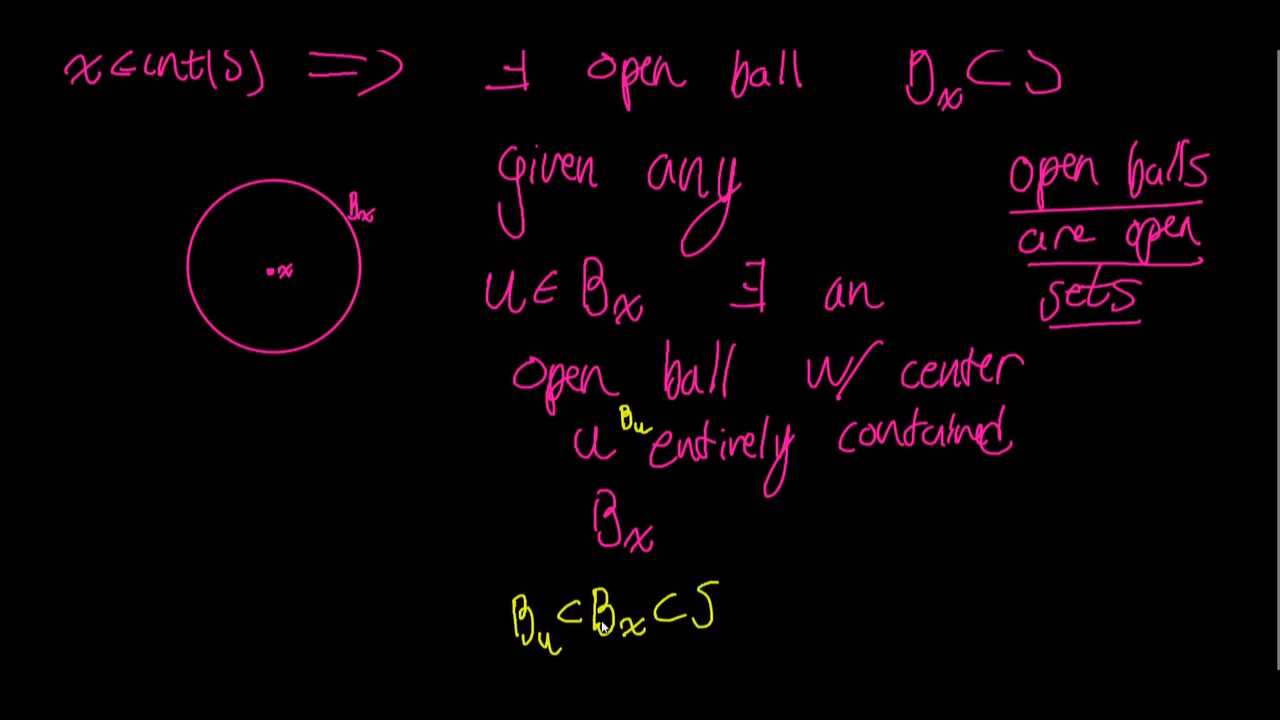 x∈int(S) ⟹ ∃ open ball Bₓ⊂S
given any
u∈Bₓ ∃ an
open ball w/ center
u Bᵤ entirely contained
Bₓ
Bᵤ⊂Bₓ⊂S
open balls
are open
sets
Bₓ
x